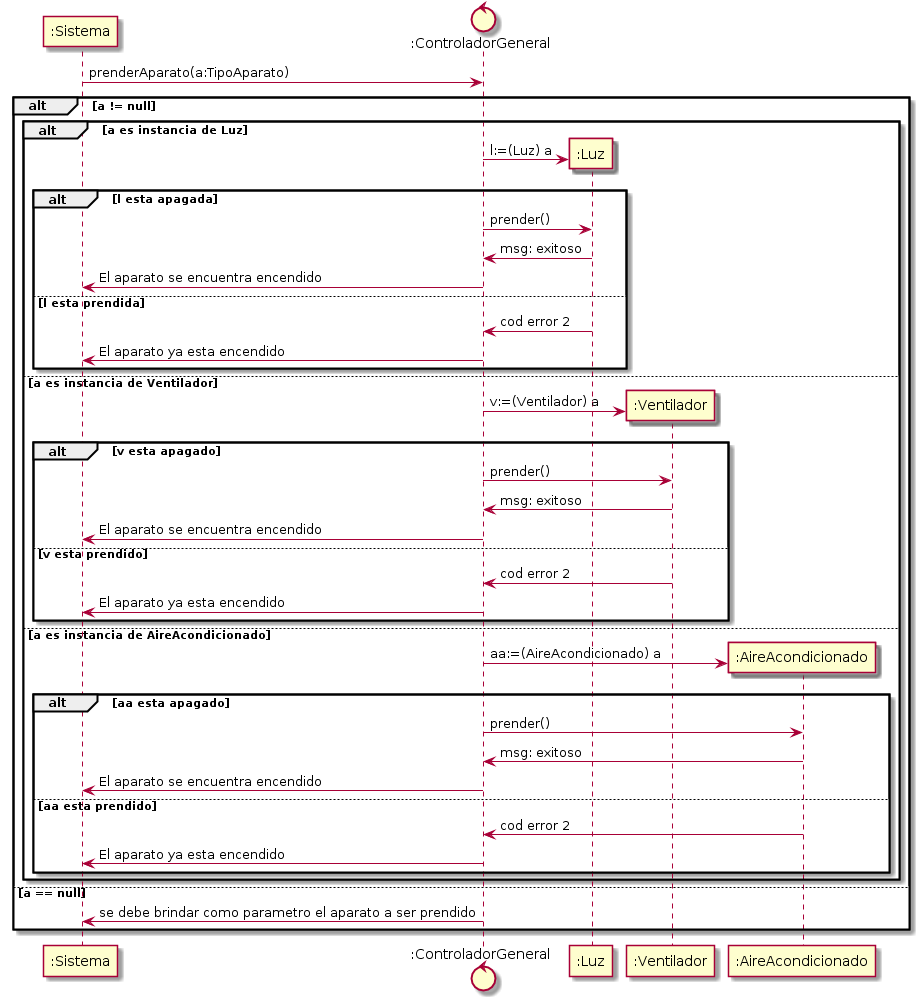 :Sistema
:ControladorGeneral
prenderAparato(a:TipoAparato)
alt [a != null]
alt [a es instancia de Luz]
l:=(Luz) a
:Luz
alt [l esta apagada]
prender()
msg: exitoso
El aparato se encuentra encendido
[l esta prendida]
cod error 2
El aparato ya esta encendido
[a es instancia de Ventilador]
v:=(Ventilador) a
:Ventilador
alt [v esta apagado]
prender()
msg: exitoso
El aparato se encuentra encendido
[v esta prendido]
cod error 2
El aparato ya esta encendido
[a es instancia de AireAcondicionado]
aa:=(AireAcondicionado) a
:AireAcondicionado
alt [aa esta apagado]
prender()
msg: exitoso
El aparato se encuentra encendido
[aa esta prendido]
cod error 2
El aparato ya esta encendido
[a == null]
se debe brindar como parametro el aparato a ser prendido
:Sistema
:ControladorGeneral
:Luz
:Ventilador
:AireAcondicionado